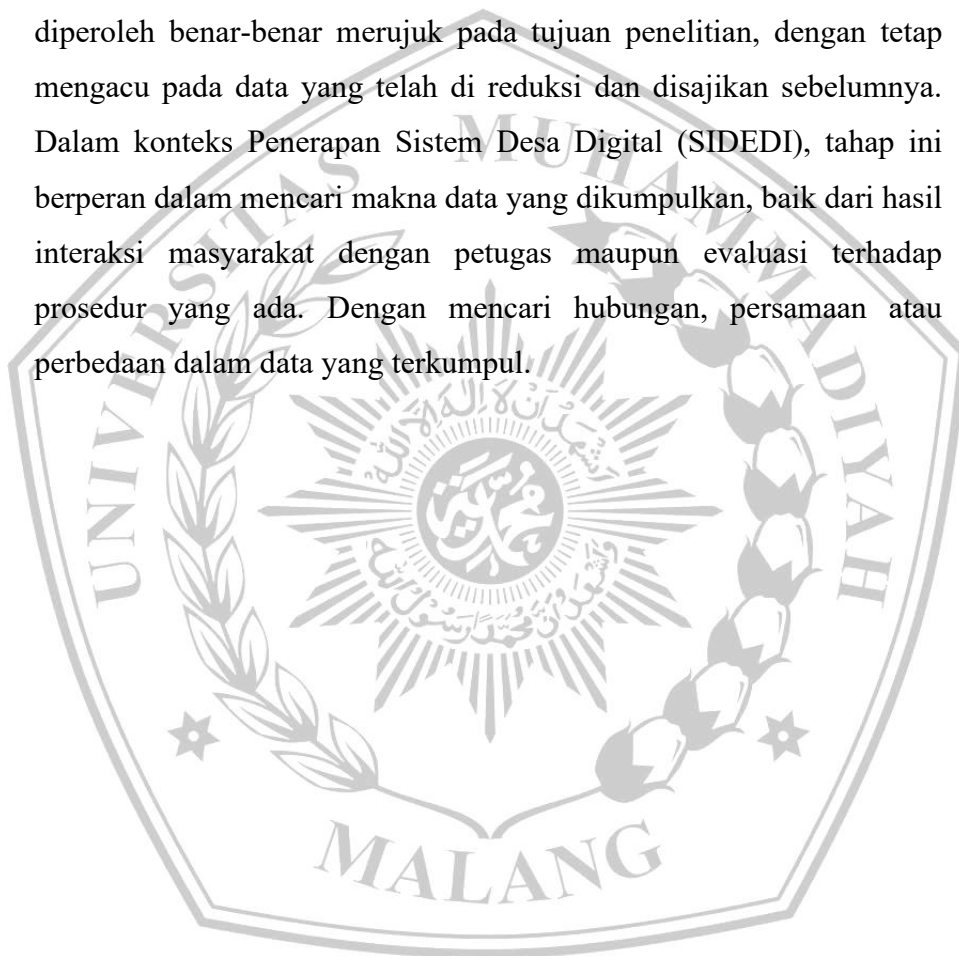 diperoleh benar-benar merujuk pada tujuan penelitian, dengan tetap
mengacu pada data yang telah di reduksi dan disajikan sebelumnya.
Dalam konteks Penerapan Sistem Desa Digital (SIDEDI), tahap ini
berperan dalam mencari makna data yang dikumpulkan, baik dari hasil
interaksi masyarakat dengan petugas maupun evaluasi terhadap
prosedur yang ada. Dengan mencari hubungan, persamaan atau
perbedaan dalam data yang terkumpul.
UNIVERSITAS MUHAMMADIYAH
MALANG